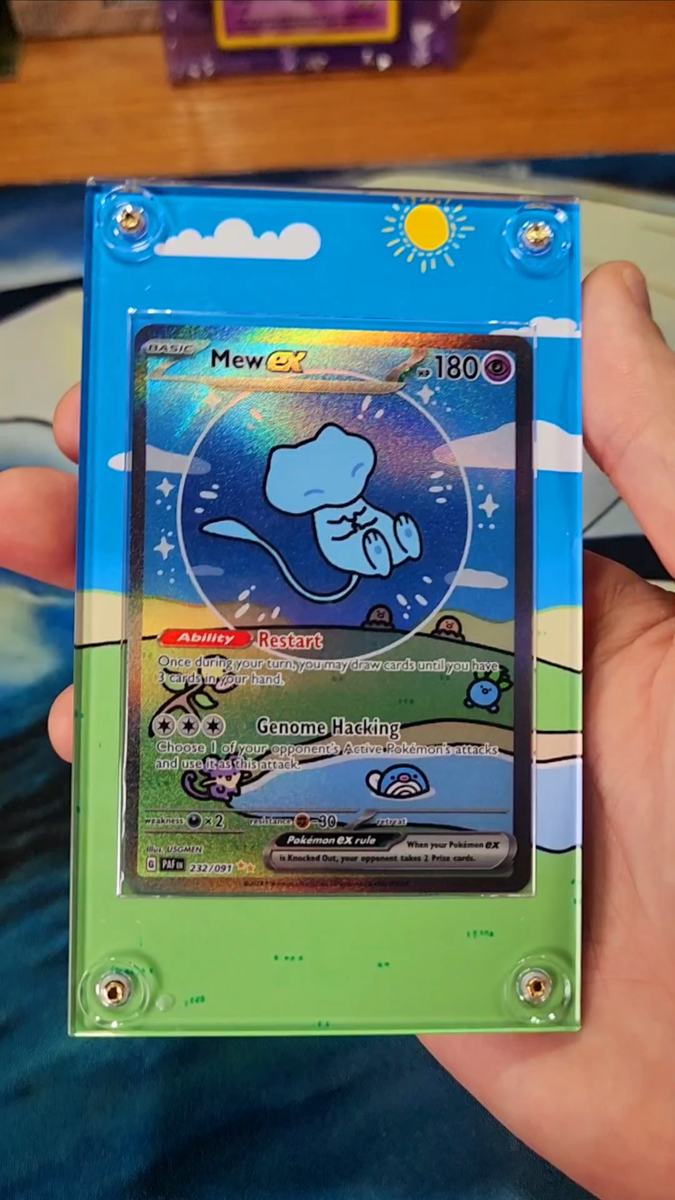 BASIC Mew ex HP 180
Ability Restart
Once during your turn, you may draw cards until you have
3 cards in your hand.
Genome Hacking
Choose 1 of your opponent's Active Pokémon's attacks
and use it as this attack.
weakness ×2 resistance -30 retreat
Illus. USGMEN
Pokémon ex rule When your Pokémon ex
is Knocked Out, your opponent takes 2 Prize cards.
G PAF EN 232/091